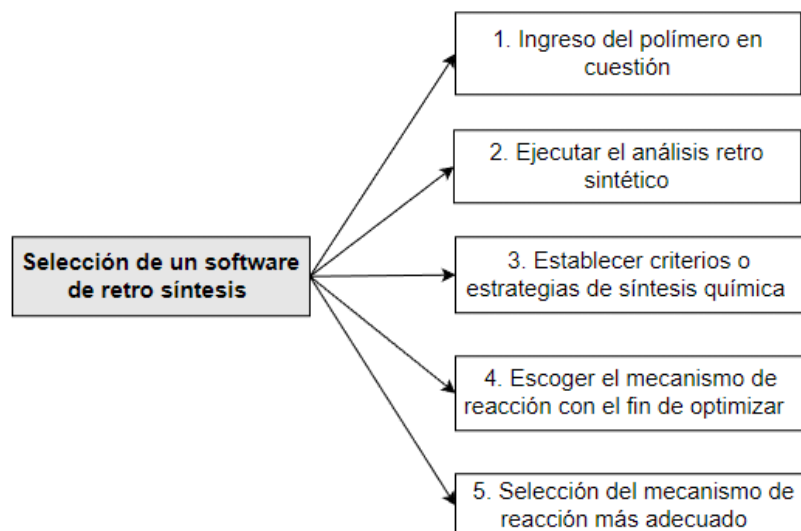 1. Ingreso del polímero en
cuestión
2. Ejecutar el análisis retro
sintético
Selección de un software
de retro síntesis
3. Establecer criterios o
estrategias de síntesis química
4. Escoger el mecanismo de
reacción con el fin de optimizar
5. Selección del mecanismo de
reacción más adecuado